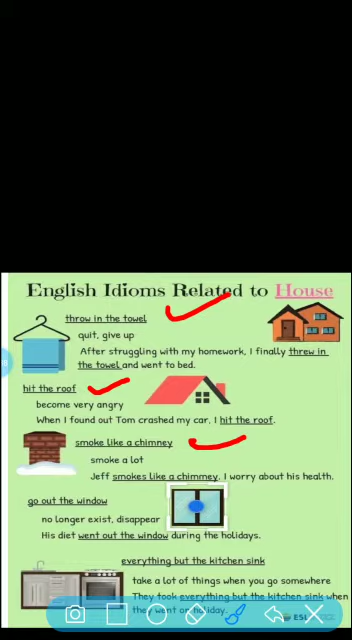 English Idioms Related to House
throw in the towel
quit, give up
After struggling with my homework, I finally threw in
the towel and went to bed.
hit the roof
become very angry
When I found out Tom crashed my car, I hit the roof.
smoke like a chimney
smoke a lot
Jeff smokes like a chimney. I worry about his health.
go out the window
no longer exist, disappear
His diet went out the window during the holidays.
everything but the kitchen sink
take a lot of things when you go somewhere
They took everything but the kitchen sink when
they went on holiday.
ESL